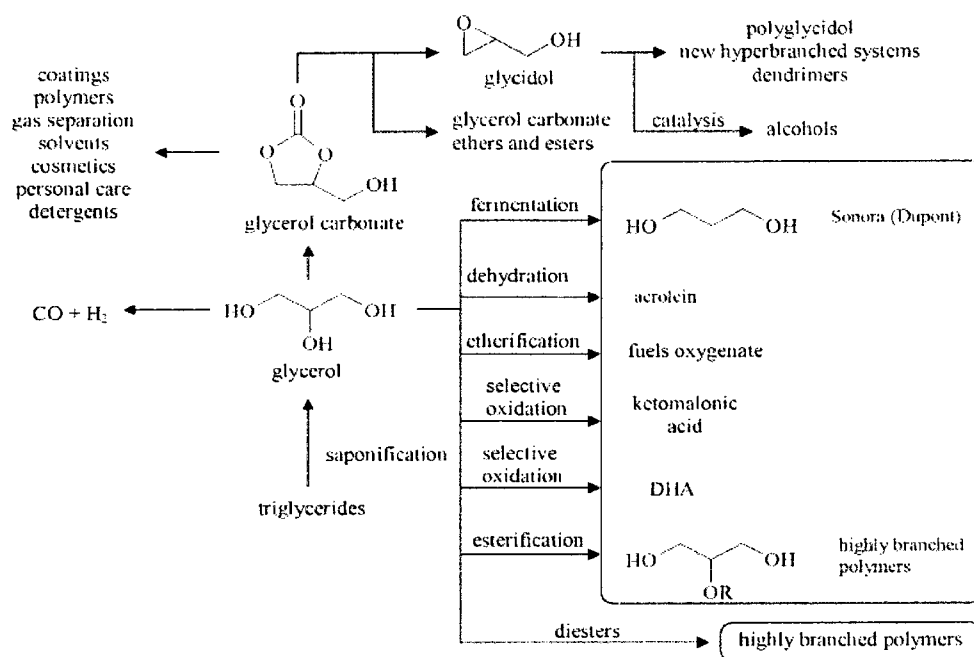 O
OH
glycidol
polyglycidol
new hyperbranched systems
dendrimers
coatings
polymers
gas separation
solvents
cosmetics
personal care
detergents
O
O
O
OH
glycerol carbonate
glycerol carbonate
ethers and esters
catalysis
alcohols
fermentation
HO
OH
Sonora (Dupont)
dehydration
acrolein
CO + H₂
HO
OH
OH
glycerol
etherification
fuels oxygenate
selective
oxidation
ketomalonic
acid
saponification
selective
oxidation
DHA
triglycerides
esterification
HO
OH
OR
highly branched
polymers
diesters
highly branched polymers